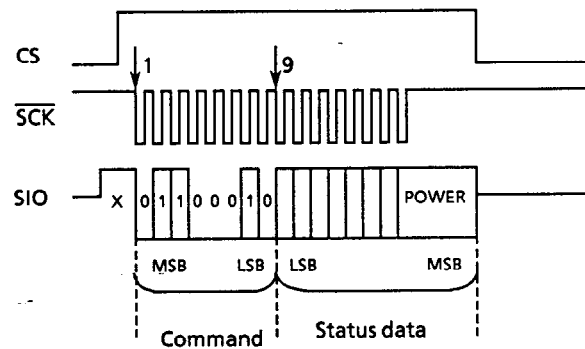 CS
1 9
SCK
SIO
X 0 1 1 0 0 0 1 0 POWER
MSB LSB LSB MSB
Command Status data